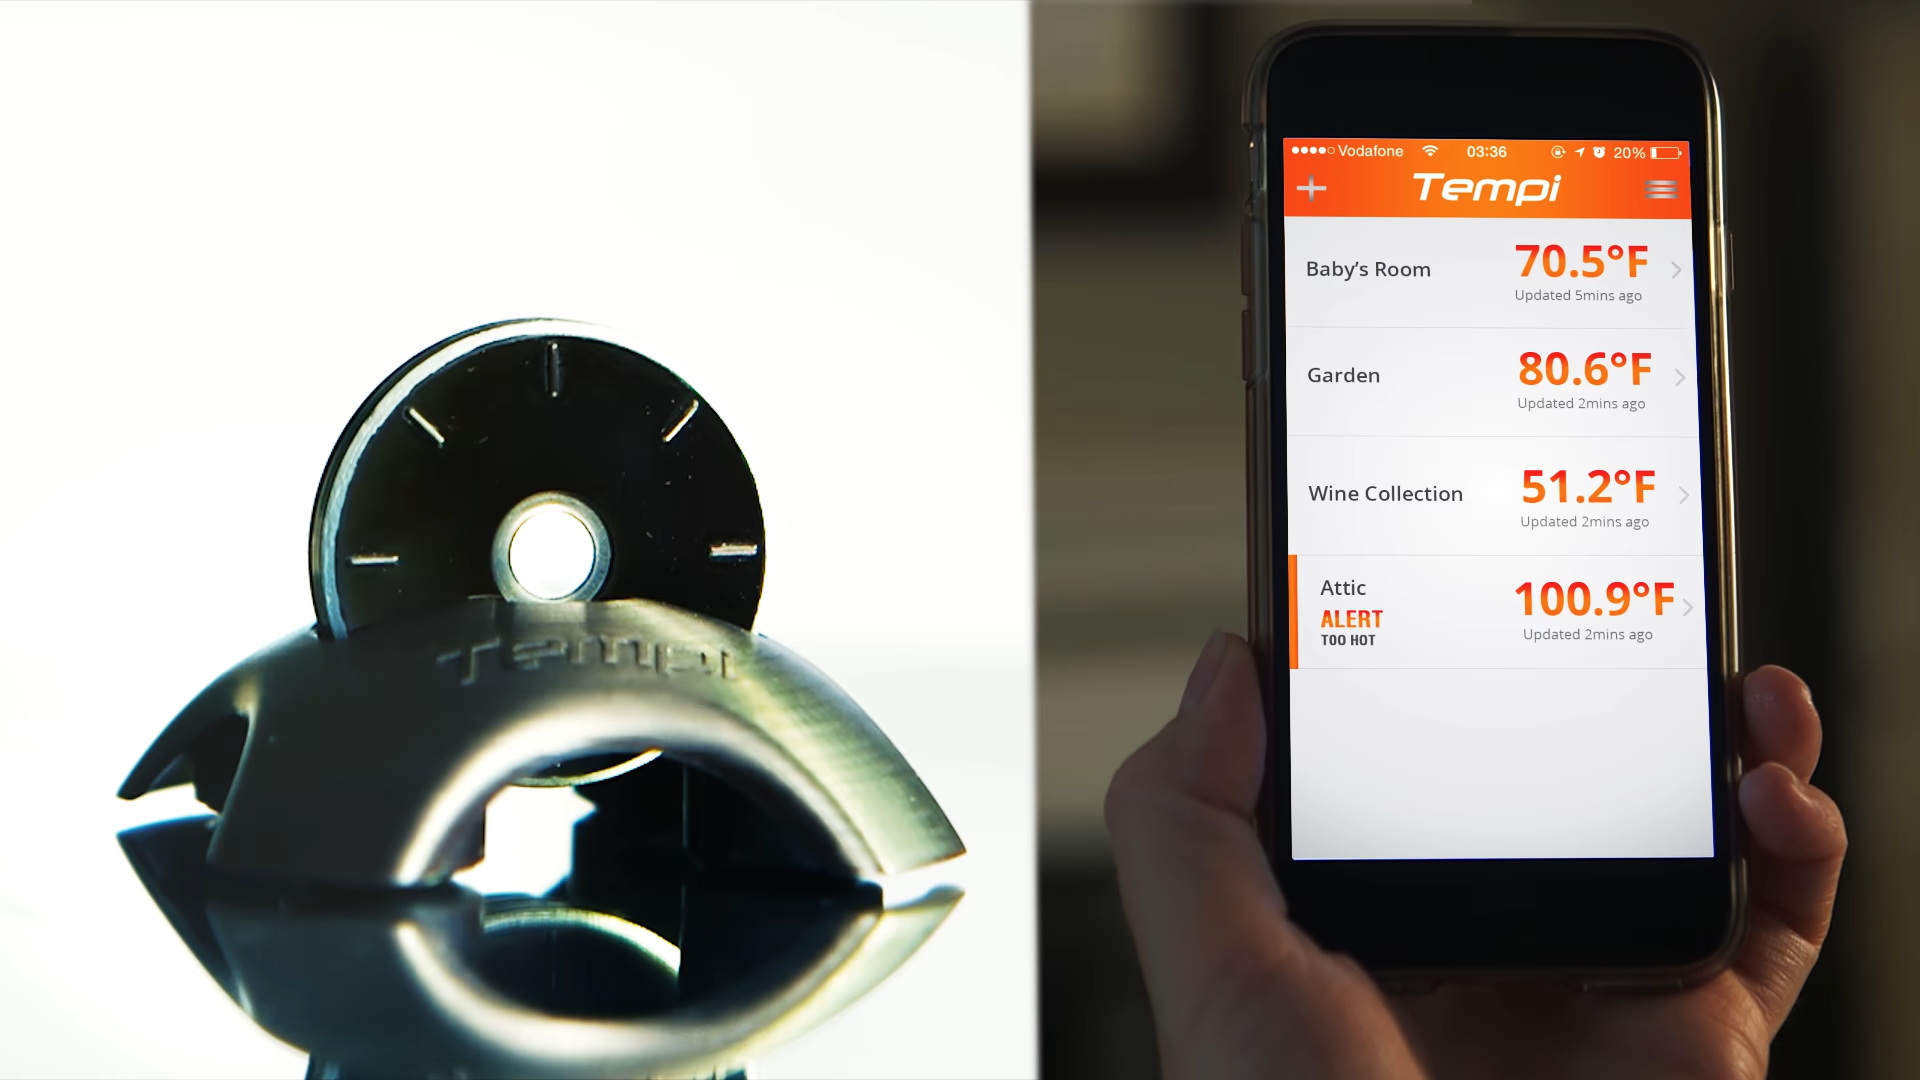 Tempi
Vodafone 03:36 20%
Tempi
Baby’s Room 70.5°F
Updated 5mins ago
Garden 80.6°F
Updated 2mins ago
Wine Collection 51.2°F
Updated 2mins ago
Attic 100.9°F
ALERT
TOO HOT Updated 2mins ago